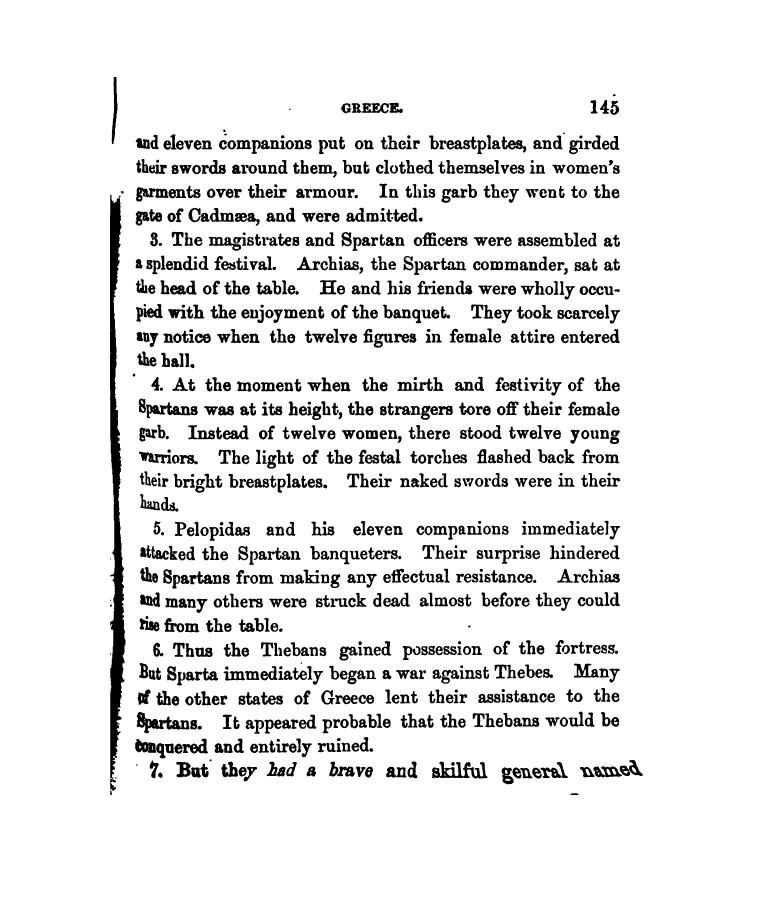 GREECE. 145
and eleven companions put on their breastplates, and girded
their swords around them, but clothed themselves in women's
garments over their armour. In this garb they went to the
gate of Cadmæa, and were admitted.
3. The magistrates and Spartan officers were assembled at
a splendid festival. Archias, the Spartan commander, sat at
the head of the table. He and his friends were wholly occu-
pied with the enjoyment of the banquet. They took scarcely
any notice when the twelve figures in female attire entered
the hall.
4. At the moment when the mirth and festivity of the
Spartans was at its height, the strangers tore off their female
garb. Instead of twelve women, there stood twelve young
warriors. The light of the festal torches flashed back from
their bright breastplates. Their naked swords were in their
hands.
5. Pelopidas and his eleven companions immediately
attacked the Spartan banqueters. Their surprise hindered
the Spartans from making any effectual resistance. Archias
and many others were struck dead almost before they could
rise from the table.
6. Thus the Thebans gained possession of the fortress.
But Sparta immediately began a war against Thebes. Many
of the other states of Greece lent their assistance to the
Spartans. It appeared probable that the Thebans would be
conquered and entirely ruined.
7. But they had a brave and skilful general named